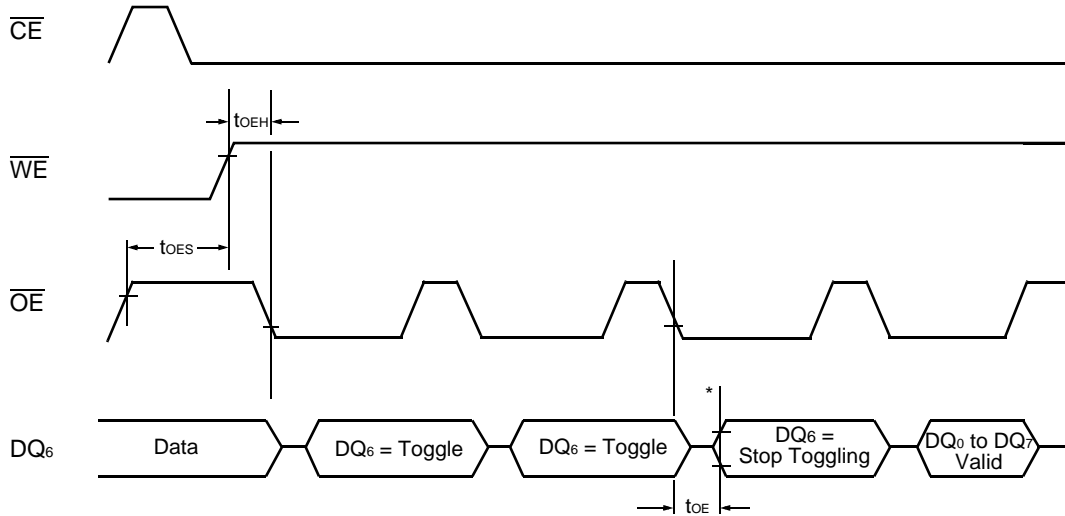 CE
tOEH
WE
tOES
OE
*
DQ6
Data
DQ6 = Toggle
DQ6 = Toggle
DQ6 =
Stop Toggling
DQ0 to DQ7
Valid
tOE